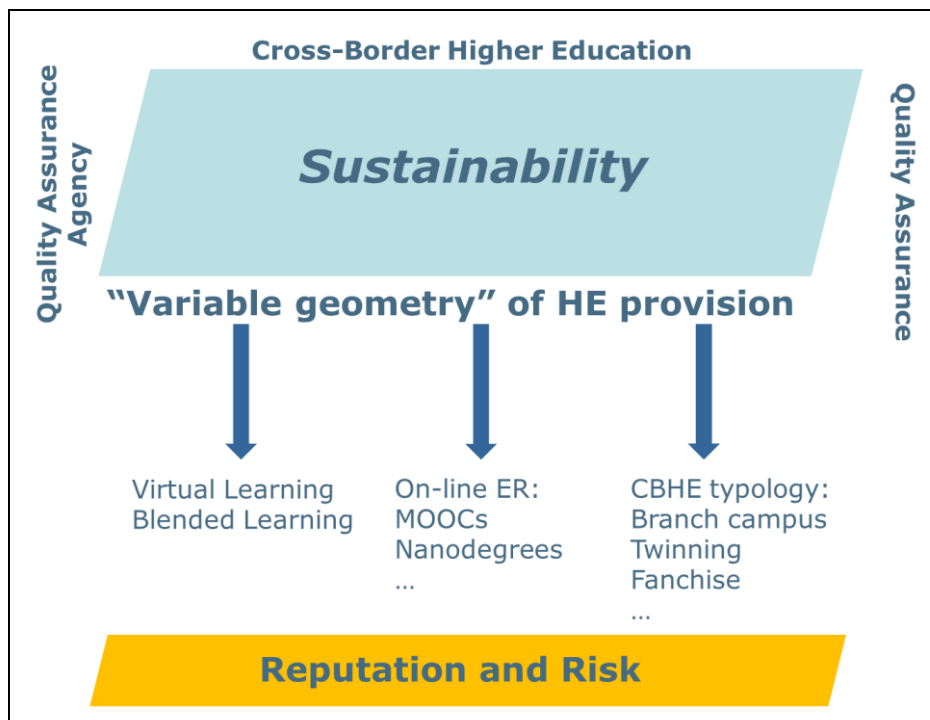 Cross-Border Higher Education
Quality Assurance
Agency
Sustainability
Quality Assurance
“Variable geometry” of HE provision
Virtual Learning
Blended Learning
On-line ER:
MOOCs
Nanodegrees
…
CBHE typology:
Branch campus
Twinning
Fanchise
…
Reputation and Risk